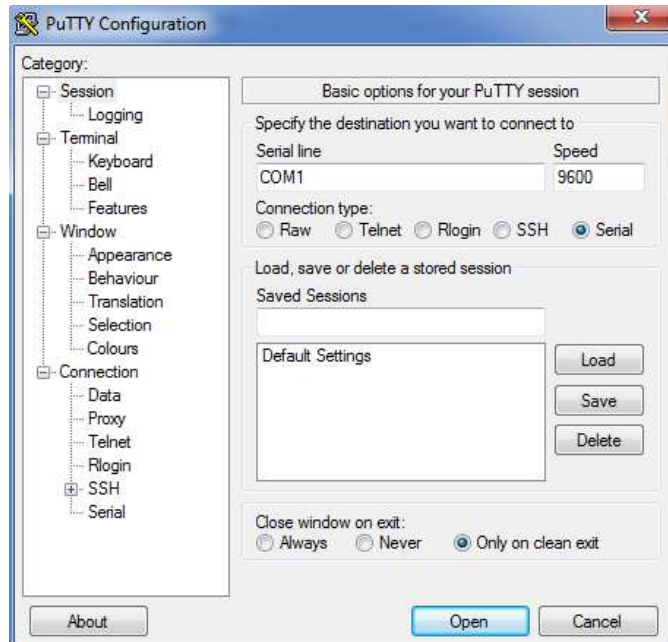 PuTTY Configuration
Category:
Session
Logging
Terminal
Keyboard
Bell
Features
Window
Appearance
Behaviour
Translation
Selection
Colours
Connection
Data
Proxy
Telnet
Rlogin
SSH
Serial
Basic options for your PuTTY session
Specify the destination you want to connect to
Serial line Speed
COM1 9600
Connection type:
Raw Telnet Rlogin SSH Serial
Load, save or delete a stored session
Saved Sessions
Default Settings
Load
Save
Delete
Close window on exit:
Always Never Only on clean exit
About Open Cancel